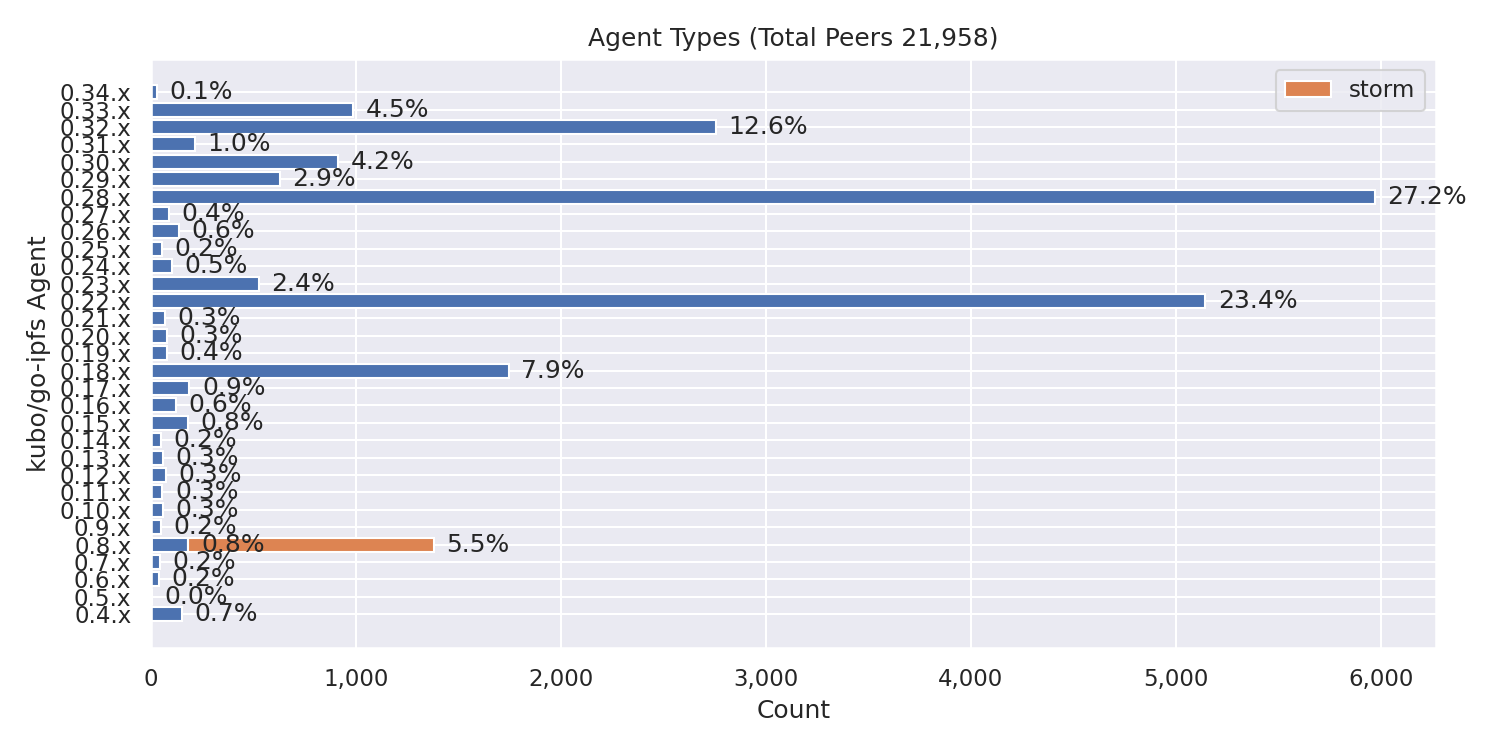 Agent Types (Total Peers 21,958)
storm
kubo/go-ipfs Agent
0.34.x 0.1%
0.33.x 4.5%
0.32.x 12.6%
0.31.x 1.0%
0.30.x 4.2%
0.29.x 2.9%
0.28.x 27.2%
0.27.x 0.4%
0.26.x 0.6%
0.25.x 0.2%
0.24.x 0.5%
0.23.x 2.4%
0.22.x 23.4%
0.21.x 0.3%
0.20.x 0.3%
0.19.x 0.4%
0.18.x 7.9%
0.17.x 0.9%
0.16.x 0.6%
0.15.x 0.8%
0.14.x 0.2%
0.13.x 0.3%
0.12.x 0.3%
0.11.x 0.3%
0.10.x 0.3%
0.9.x 0.2%
0.8.x 0.8% 5.5%
0.7.x 0.2%
0.6.x 0.2%
0.5.x 0.0%
0.4.x 0.7%
0 1,000 2,000 3,000 4,000 5,000 6,000
Count